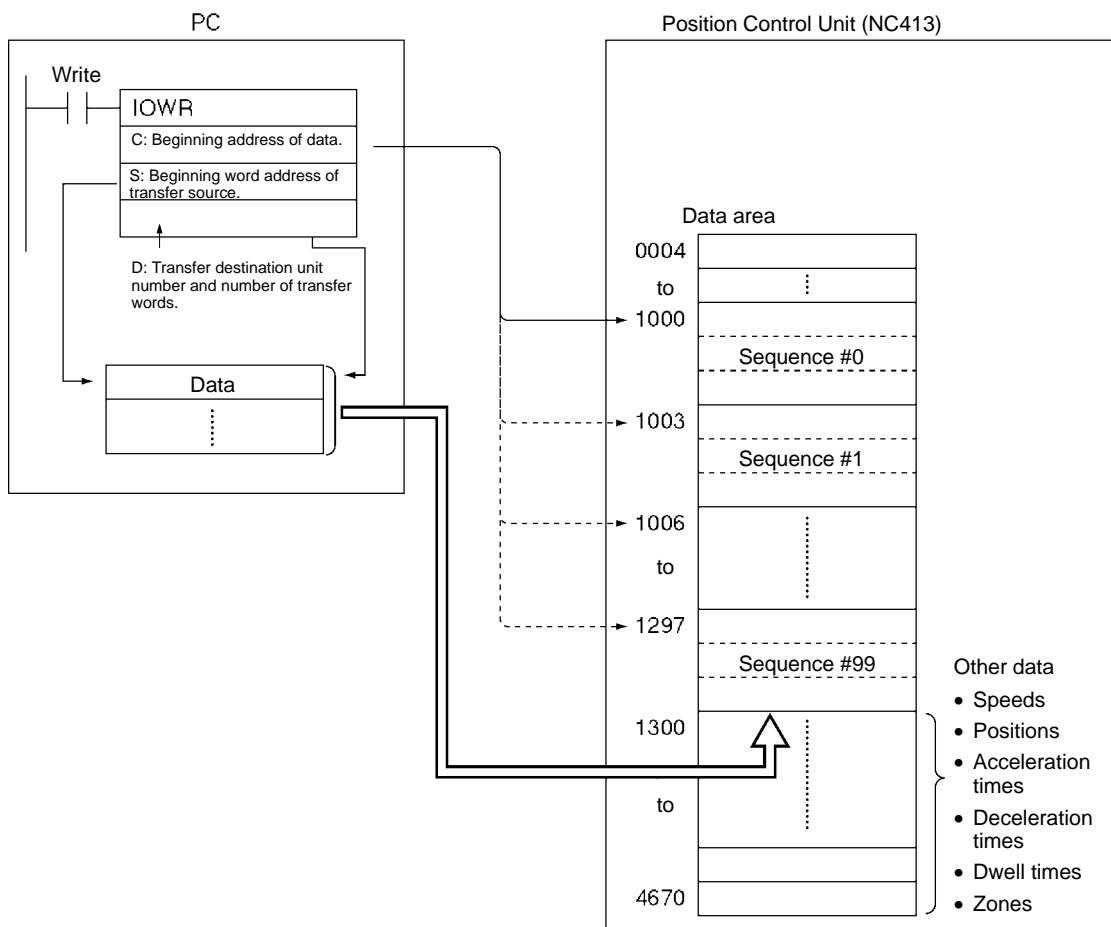 PC
Position Control Unit (NC413)
Write
IOWR
C: Beginning address of data.
S: Beginning word address of
transfer source.
D: Transfer destination unit
number and number of transfer
words.
Data
Data area
0004
to
1000
Sequence #0
1003
Sequence #1
1006
to
1297
Sequence #99
1300
to
4670
Other data
• Speeds
• Positions
• Acceleration
times
• Deceleration
times
• Dwell times
• Zones